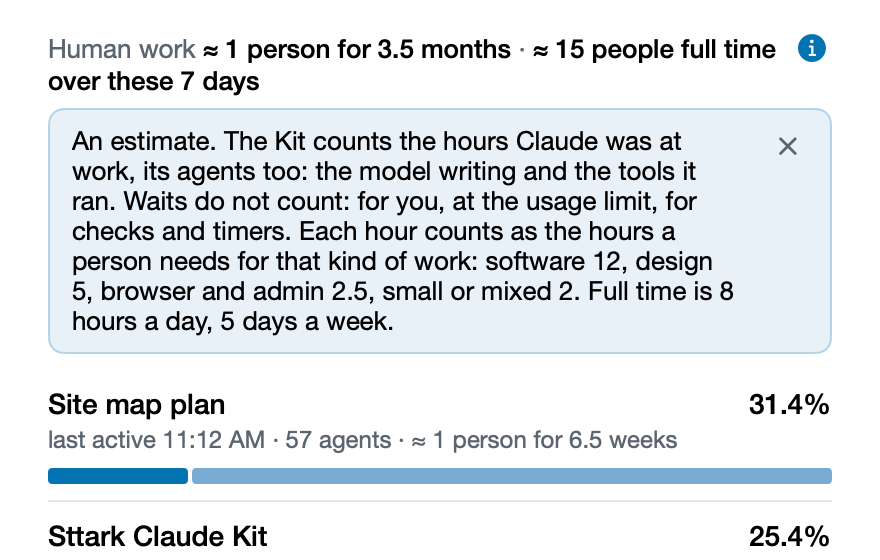 Human work ≈ 1 person for 3.5 months · ≈ 15 people full time
over these 7 days
An estimate. The Kit counts the hours Claude was at
work, its agents too: the model writing and the tools it
ran. Waits do not count: for you, at the usage limit, for
checks and timers. Each hour counts as the hours a
person needs for that kind of work: software 12, design
5, browser and admin 2.5, small or mixed 2. Full time is 8
hours a day, 5 days a week.
Site map plan 31.4%
last active 11:12 AM · 57 agents · ≈ 1 person for 6.5 weeks
Sttark Claude Kit 25.4%